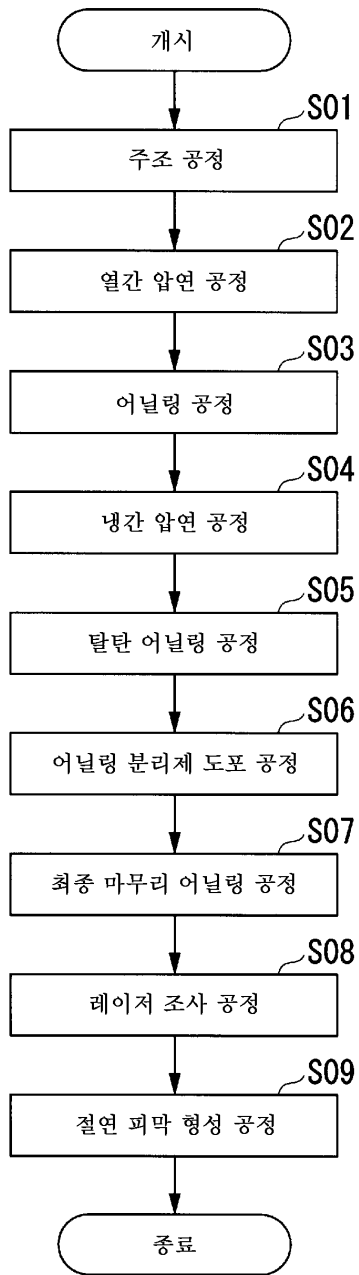 개시
S01
주조 공정
S02
열간 압연 공정
S03
어닐링 공정
S04
냉간 압연 공정
S05
탈탄 어닐링 공정
S06
어닐링 분리제 도포 공정
S07
최종 마무리 어닐링 공정
S08
레이저 조사 공정
S09
절연 피막 형성 공정
종료